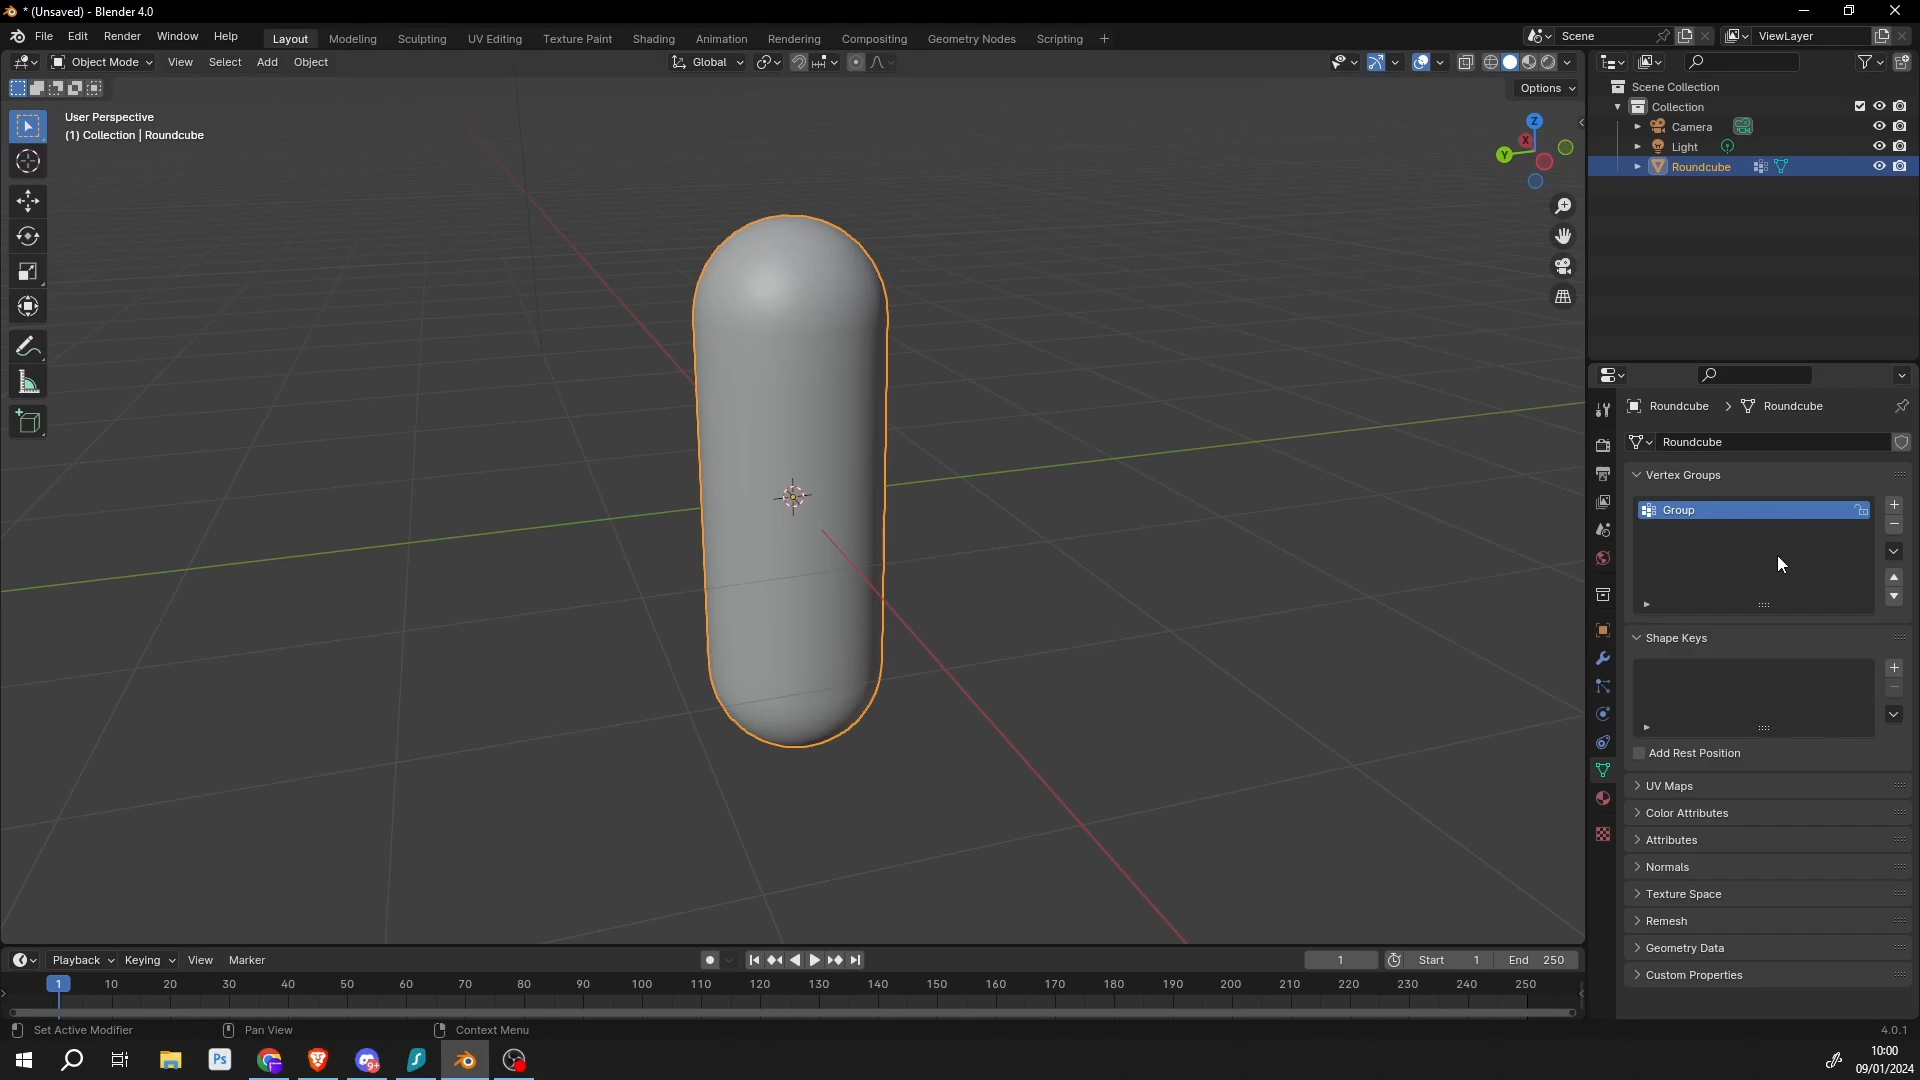 * (Unsaved) - Blender 4.0
File Edit Render Window Help Layout Modeling Sculpting UV Editing Texture Paint Shading Animation Rendering Compositing Geometry Nodes Scripting + Scene ViewLayer
Object Mode View Select Add Object Global
Options
User Perspective
(1) Collection | Roundcube
Z
X
Y
Scene Collection
Collection
Camera
Light
Roundcube
Roundcube > Roundcube
Roundcube
Vertex Groups
Group
Shape Keys
Add Rest Position
UV Maps
Color Attributes
Attributes
Normals
Texture Space
Remesh
Geometry Data
Custom Properties
Playback Keying View Marker 1 Start 1 End 250
1 10 20 30 40 50 60 70 80 90 100 110 120 130 140 150 160 170 180 190 200 210 220 230 240 250
Set Active Modifier Pan View Context Menu 4.0.1
Ps 9+ 10:00
09/01/2024